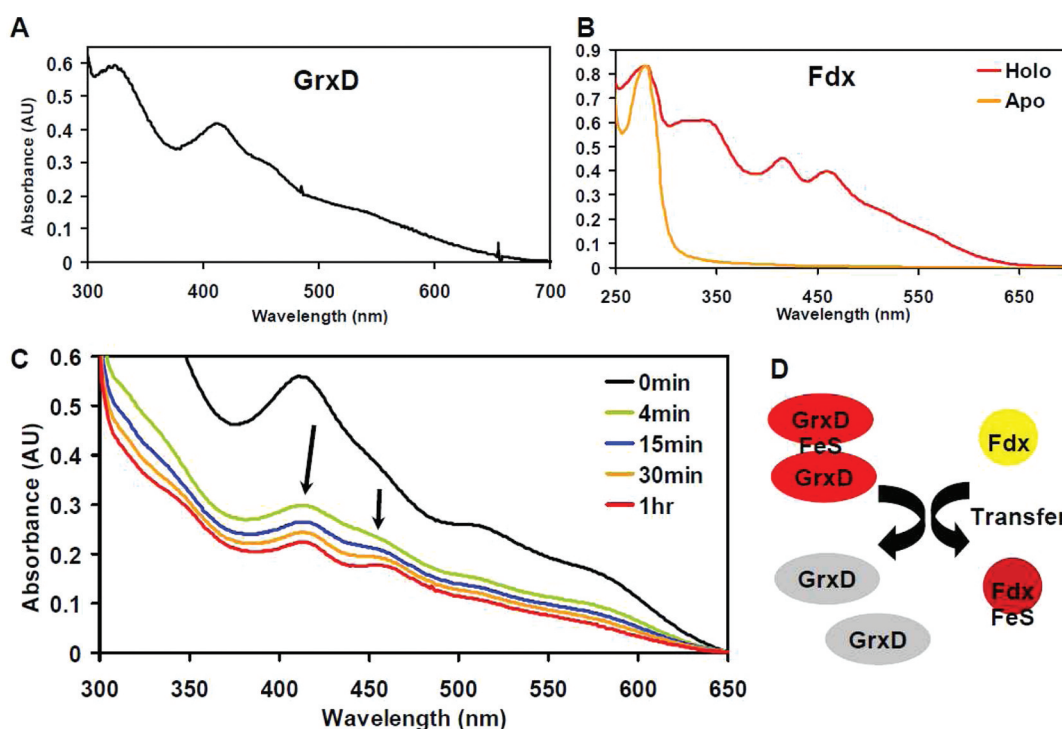 A
GrxD
Absorbance (AU)
0.6
0.5
0.4
0.3
0.2
0.1
0
300
400
500
600
700
Wavelength (nm)
B
Fdx
Holo
Apo
Absorbance (AU)
0.9
0.8
0.7
0.6
0.5
0.4
0.3
0.2
0.1
0
250
350
450
550
650
Wavelength (nm)
C
0min
4min
15min
30min
1hr
Absorbance (AU)
0.6
0.5
0.4
0.3
0.2
0.1
0
300
350
400
450
500
550
600
650
Wavelength (nm)
D
GrxD
FeS
GrxD
Fdx
Transfer
GrxD
GrxD
Fdx
FeS